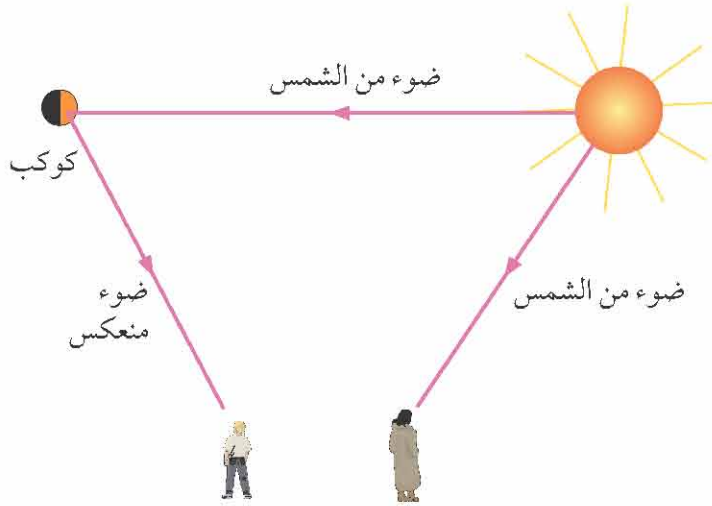 ضوء من الشمس
كوكب
ضوء من الشمس
ضوء
منعكس